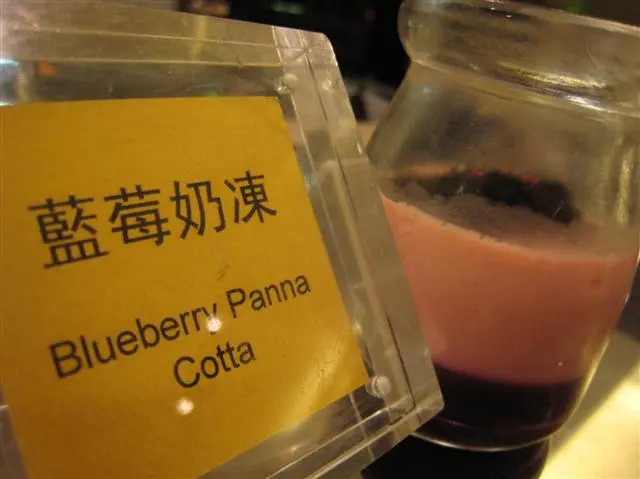 藍莓奶凍
Blueberry Panna
Cotta